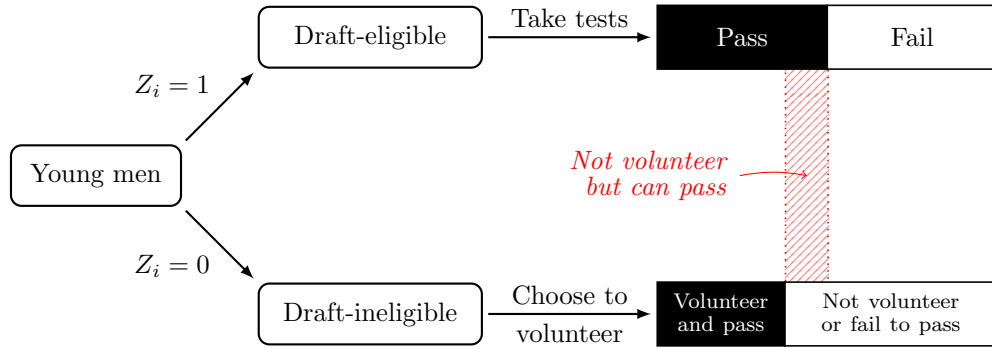 Draft-eligible
Take tests
Pass
Fail
Z_i = 1
Not volunteer
but can pass
Young men
Z_i = 0
Draft-ineligible
Choose to
volunteer
Volunteer
and pass
Not volunteer
or fail to pass